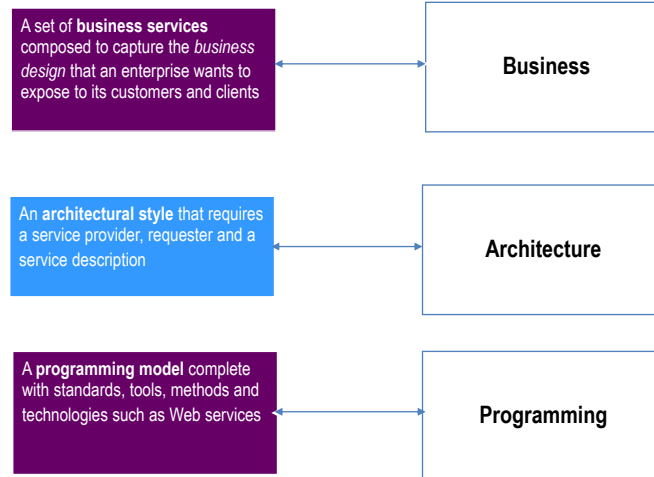 A set of business services
composed to capture the business
design that an enterprise wants to
expose to its customers and clients
Business
An architectural style that requires
a service provider, requester and a
service description
Architecture
A programming model complete
with standards, tools, methods and
technologies such as Web services
Programming